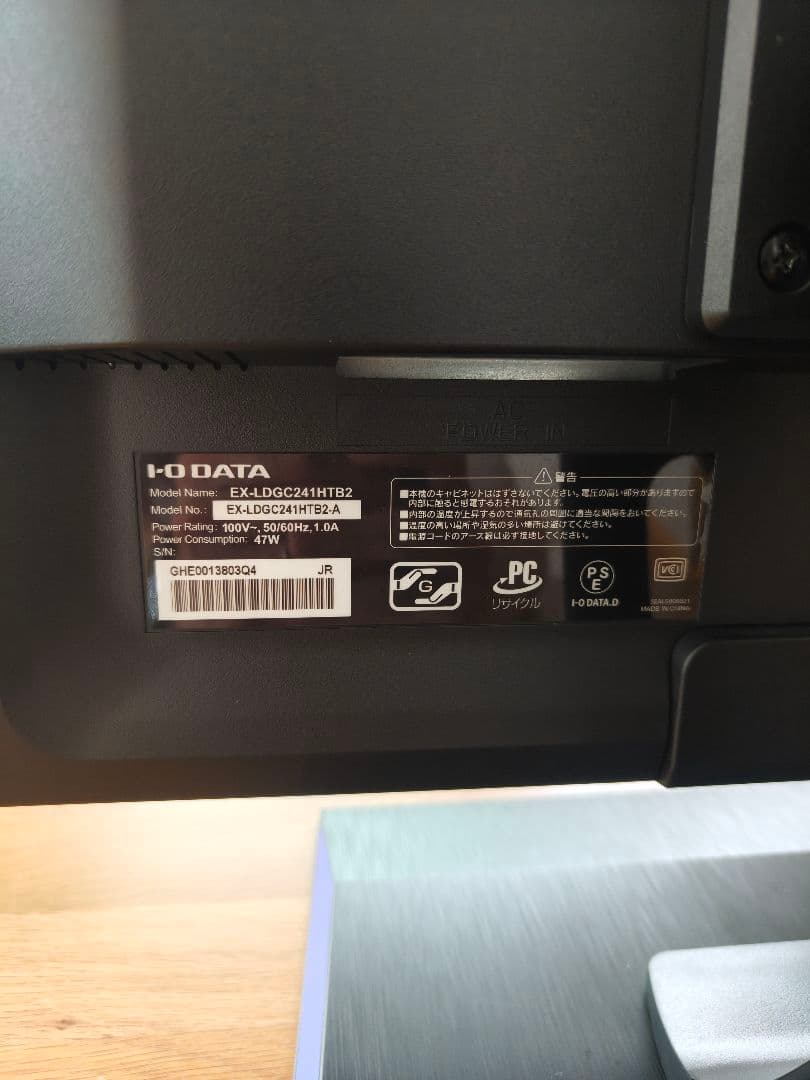 AC
POWER IN
I-O DATA
Model Name: EX-LDGC241HTB2
Model No.: EX-LDGC241HTB2-A
Power Rating: 100V~, 50/60Hz, 1.0A
Power Consumption: 47W
S/N:
GHE0013803Q4 JR
警告
■本機のキャビネットははずさないでください。電圧の高い部分がありますので
内部に触ると感電するおそれがあります。
■内部の温度が上昇するので通気孔の周囲に適当な間隔をおいてください。
■温度の高い場所や湿気の多い場所は避けてください。
■電源コードのアース線は必ず接地してください。
G
PC
リサイクル
PS
E
I-O DATA.D
VCI
MADE IN CHINA